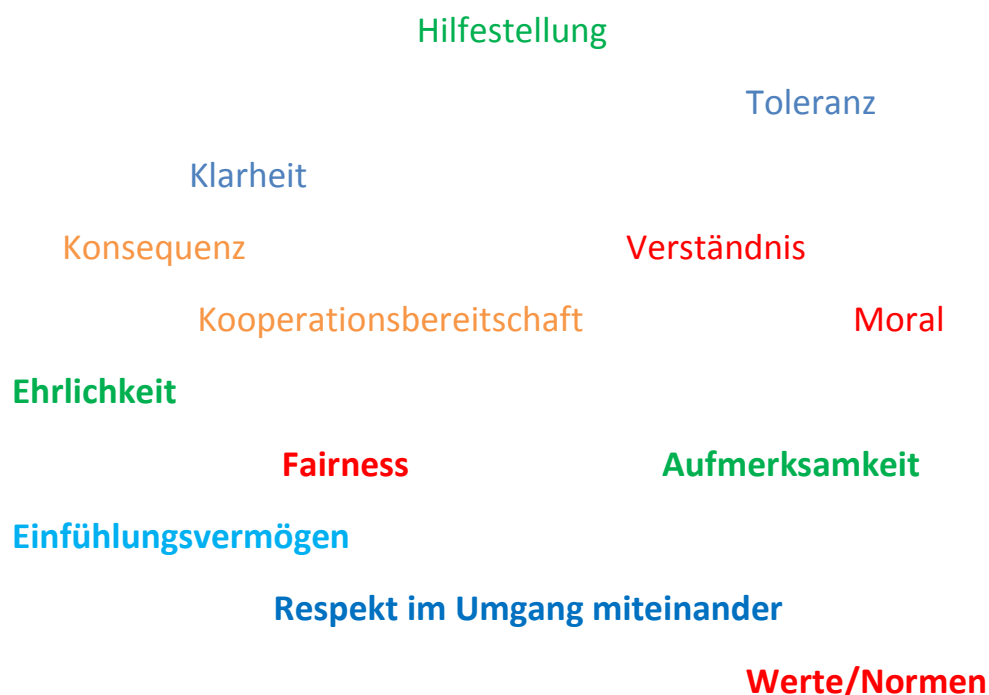 Hilfestellung
Toleranz
Klarheit
Konsequenz Verständnis
Kooperationsbereitschaft Moral
Ehrlichkeit
Fairness Aufmerksamkeit
Einfühlungsvermögen
Respekt im Umgang miteinander
Werte/Normen